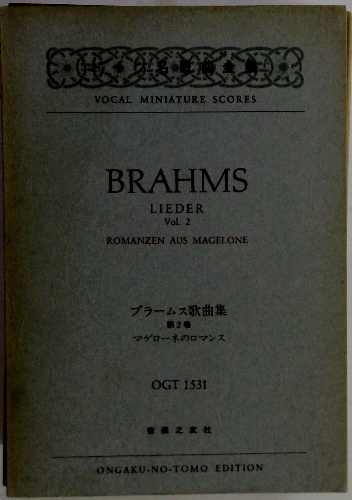 VOCAL MINIATURE SCORES
BRAHMS
LIEDER
Vol. 2
ROMANZEN AUS MAGELONE
ブラームス歌曲集
第2巻
マゲローネのロマンス
OGT 1531
音楽之友社
ONGAKU-NO-TOMO EDITION